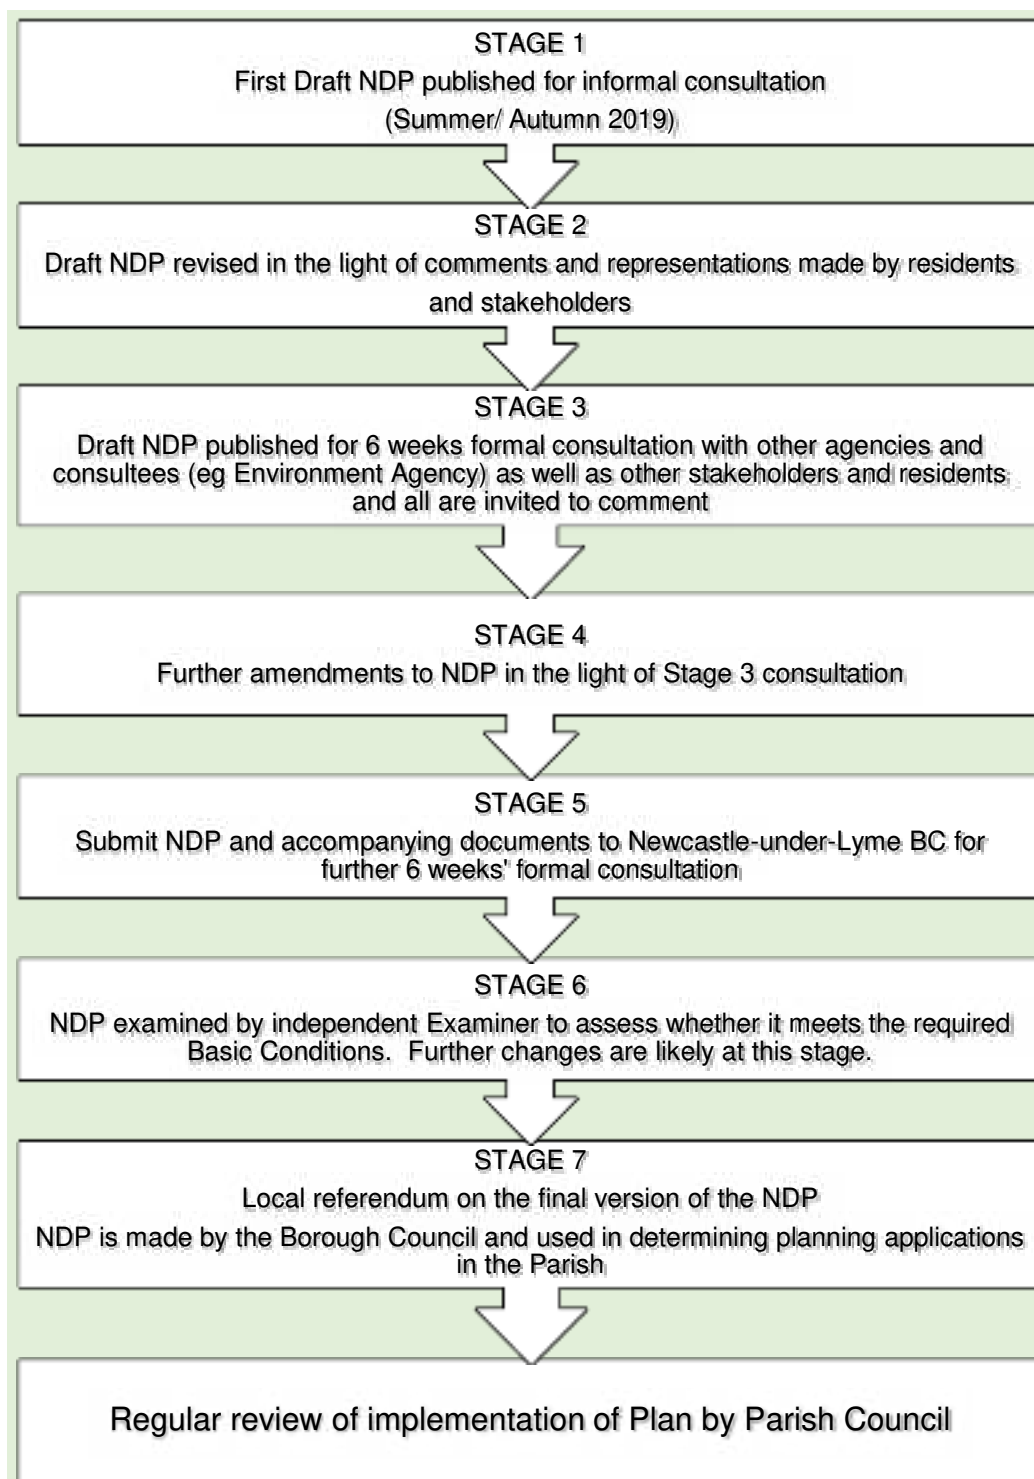 STAGE 1
First Draft NDP published for informal consultation
(Summer/ Autumn 2019)
STAGE 2
Draft NDP revised in the light of comments and representations made by residents
and stakeholders
STAGE 3
Draft NDP published for 6 weeks formal consultation with other agencies and
consultees (eg Environment Agency) as well as other stakeholders and residents
and all are invited to comment
STAGE 4
Further amendments to NDP in the light of Stage 3 consultation
STAGE 5
Submit NDP and accompanying documents to Newcastle-under-Lyme BC for
further 6 weeks' formal consultation
STAGE 6
NDP examined by independent Examiner to assess whether it meets the required
Basic Conditions.  Further changes are likely at this stage.
STAGE 7
Local referendum on the final version of the NDP
NDP is made by the Borough Council and used in determining planning applications
in the Parish
Regular review of implementation of Plan by Parish Council